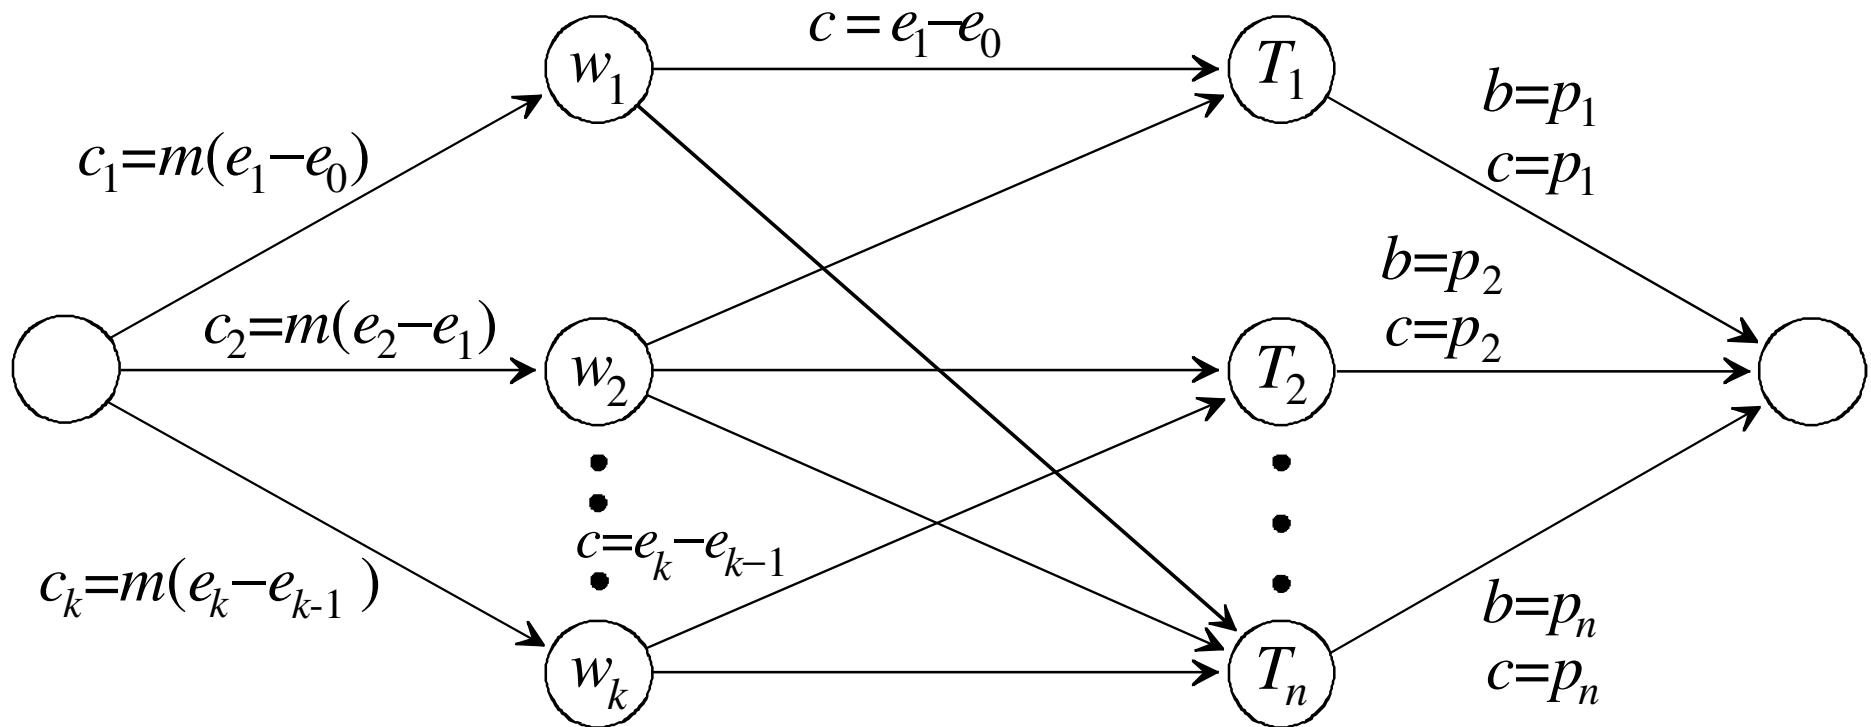 c = e₁−e₀
w₁
T₁
b=p₁
c₁=m(e₁−e₀)
c=p₁
b=p₂
c₂=m(e₂−e₁)
c=p₂
w₂
T₂
c=eₖ−eₖ₋₁
cₖ=m(eₖ−eₖ₋₁ )
b=pₙ
wₖ
Tₙ
c=pₙ